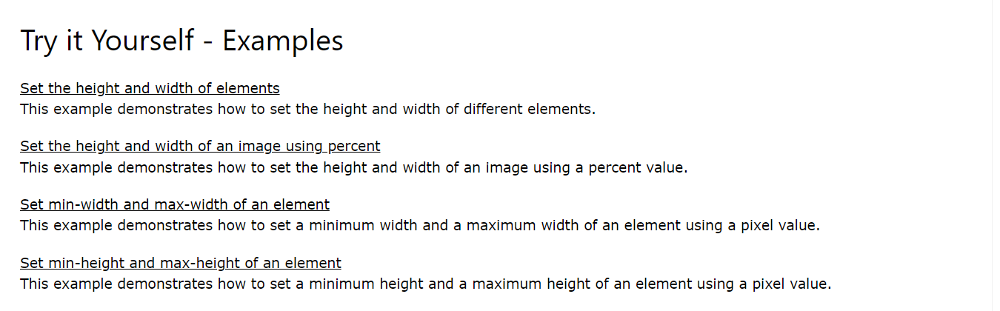 Try it Yourself - Examples
Set the height and width of elements
This example demonstrates how to set the height and width of different elements.
Set the height and width of an image using percent
This example demonstrates how to set the height and width of an image using a percent value.
Set min-width and max-width of an element
This example demonstrates how to set a minimum width and a maximum width of an element using a pixel value.
Set min-height and max-height of an element
This example demonstrates how to set a minimum height and a maximum height of an element using a pixel value.